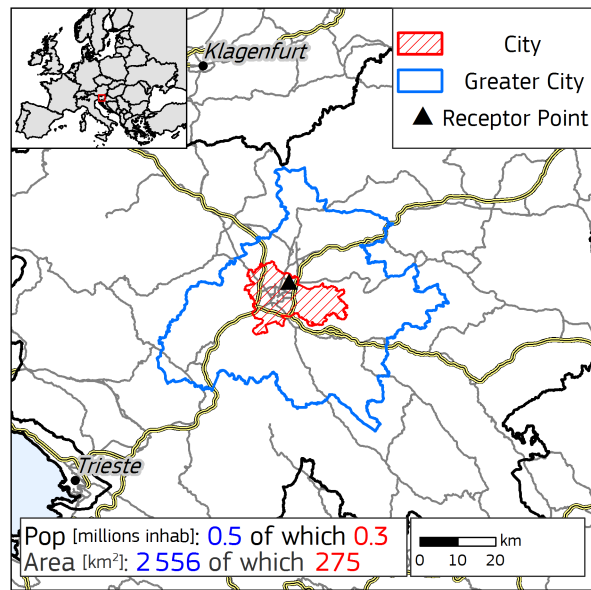 Klagenfurt
City
Greater City
Receptor Point
Trieste
Pop [millions inhab]: 0.5 of which 0.3
Area [km²]: 2 556 of which 275
km
0 10 20